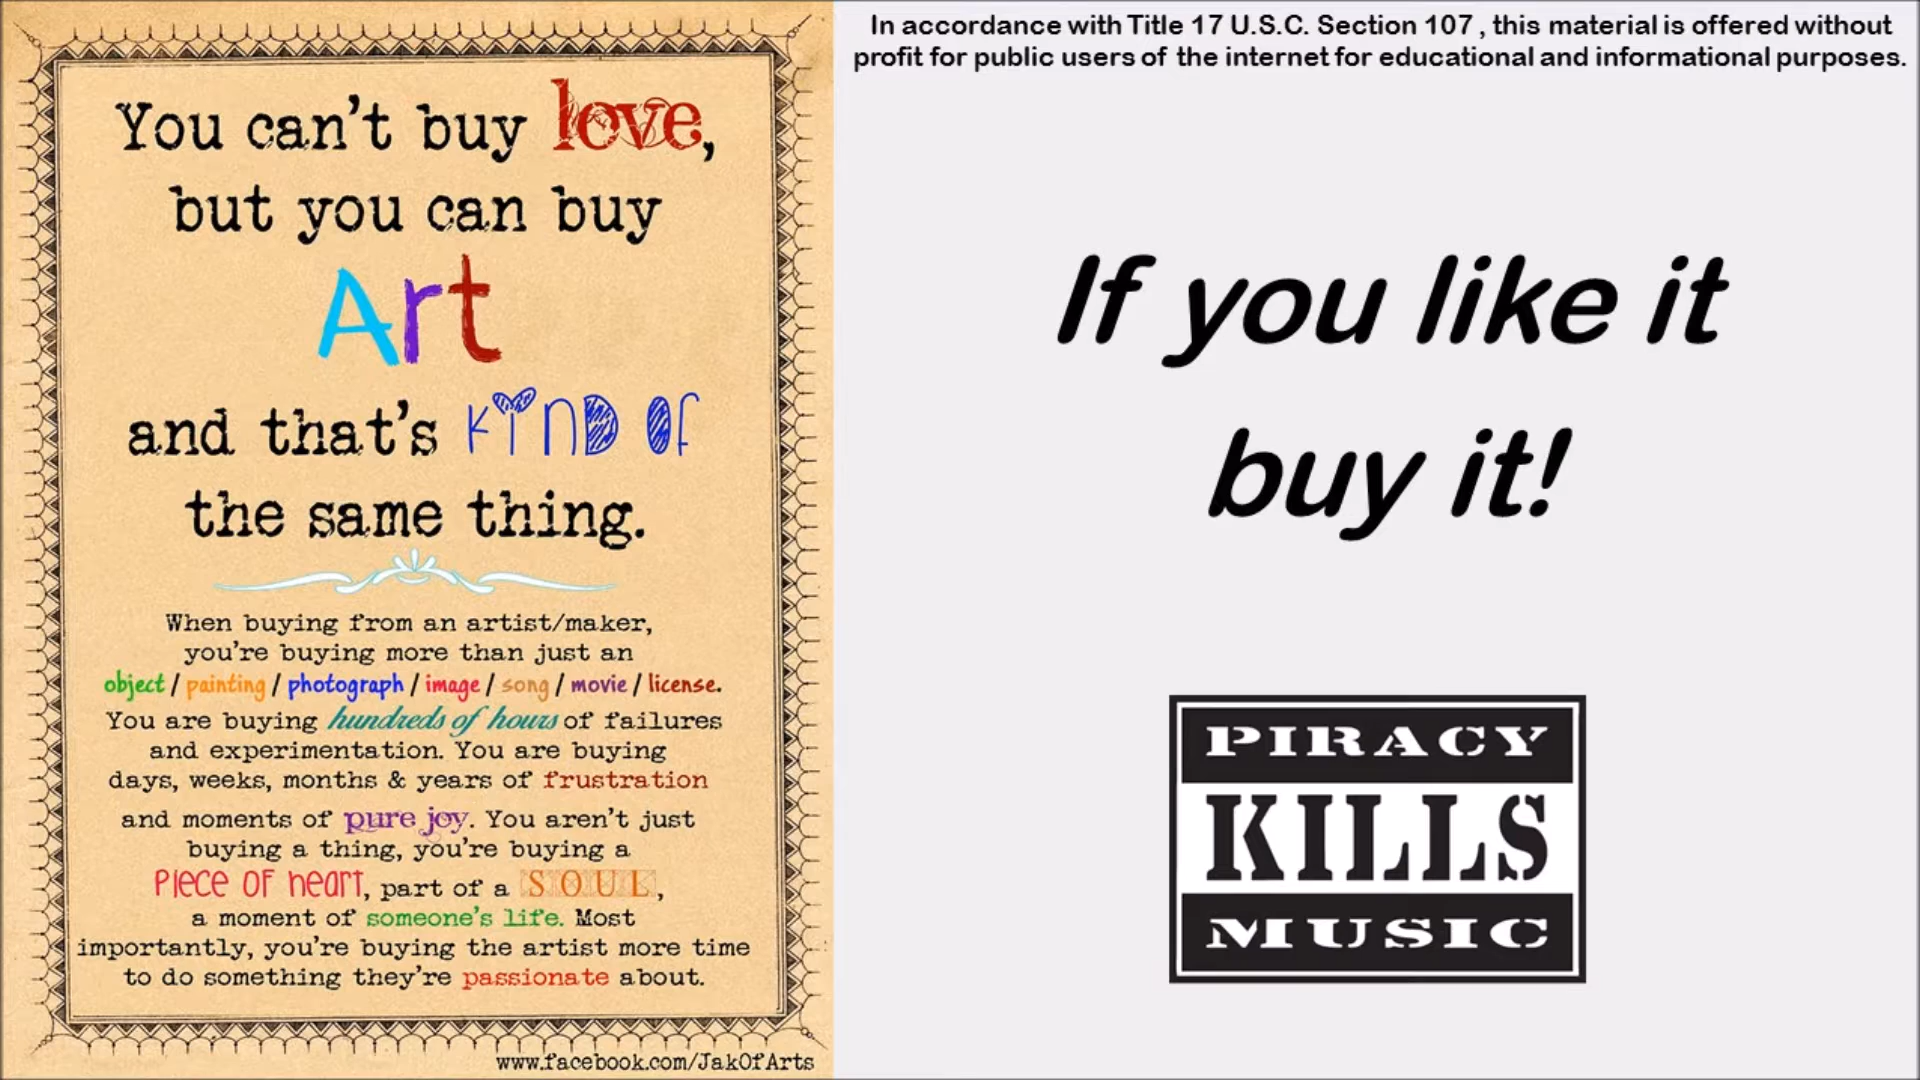 You can't buy love,
but you can buy
Art
and that's KIND OF
the same thing.
When buying from an artist/maker,
you're buying more than just an
object / painting / photograph / image / song / movie / license.
You are buying hundreds of hours of failures
and experimentation. You are buying
days, weeks, months & years of frustration
and moments of pure joy. You aren't just
buying a thing, you're buying a
PIece OF heart, part of a SOUL,
a moment of someone's life. Most
importantly, you're buying the artist more time
to do something they're passionate about.
www.facebook.com/JakOfArts
In accordance with Title 17 U.S.C. Section 107 , this material is offered without
profit for public users of the internet for educational and informational purposes.
If you like it
buy it!
PIRACY
KILLS
MUSIC